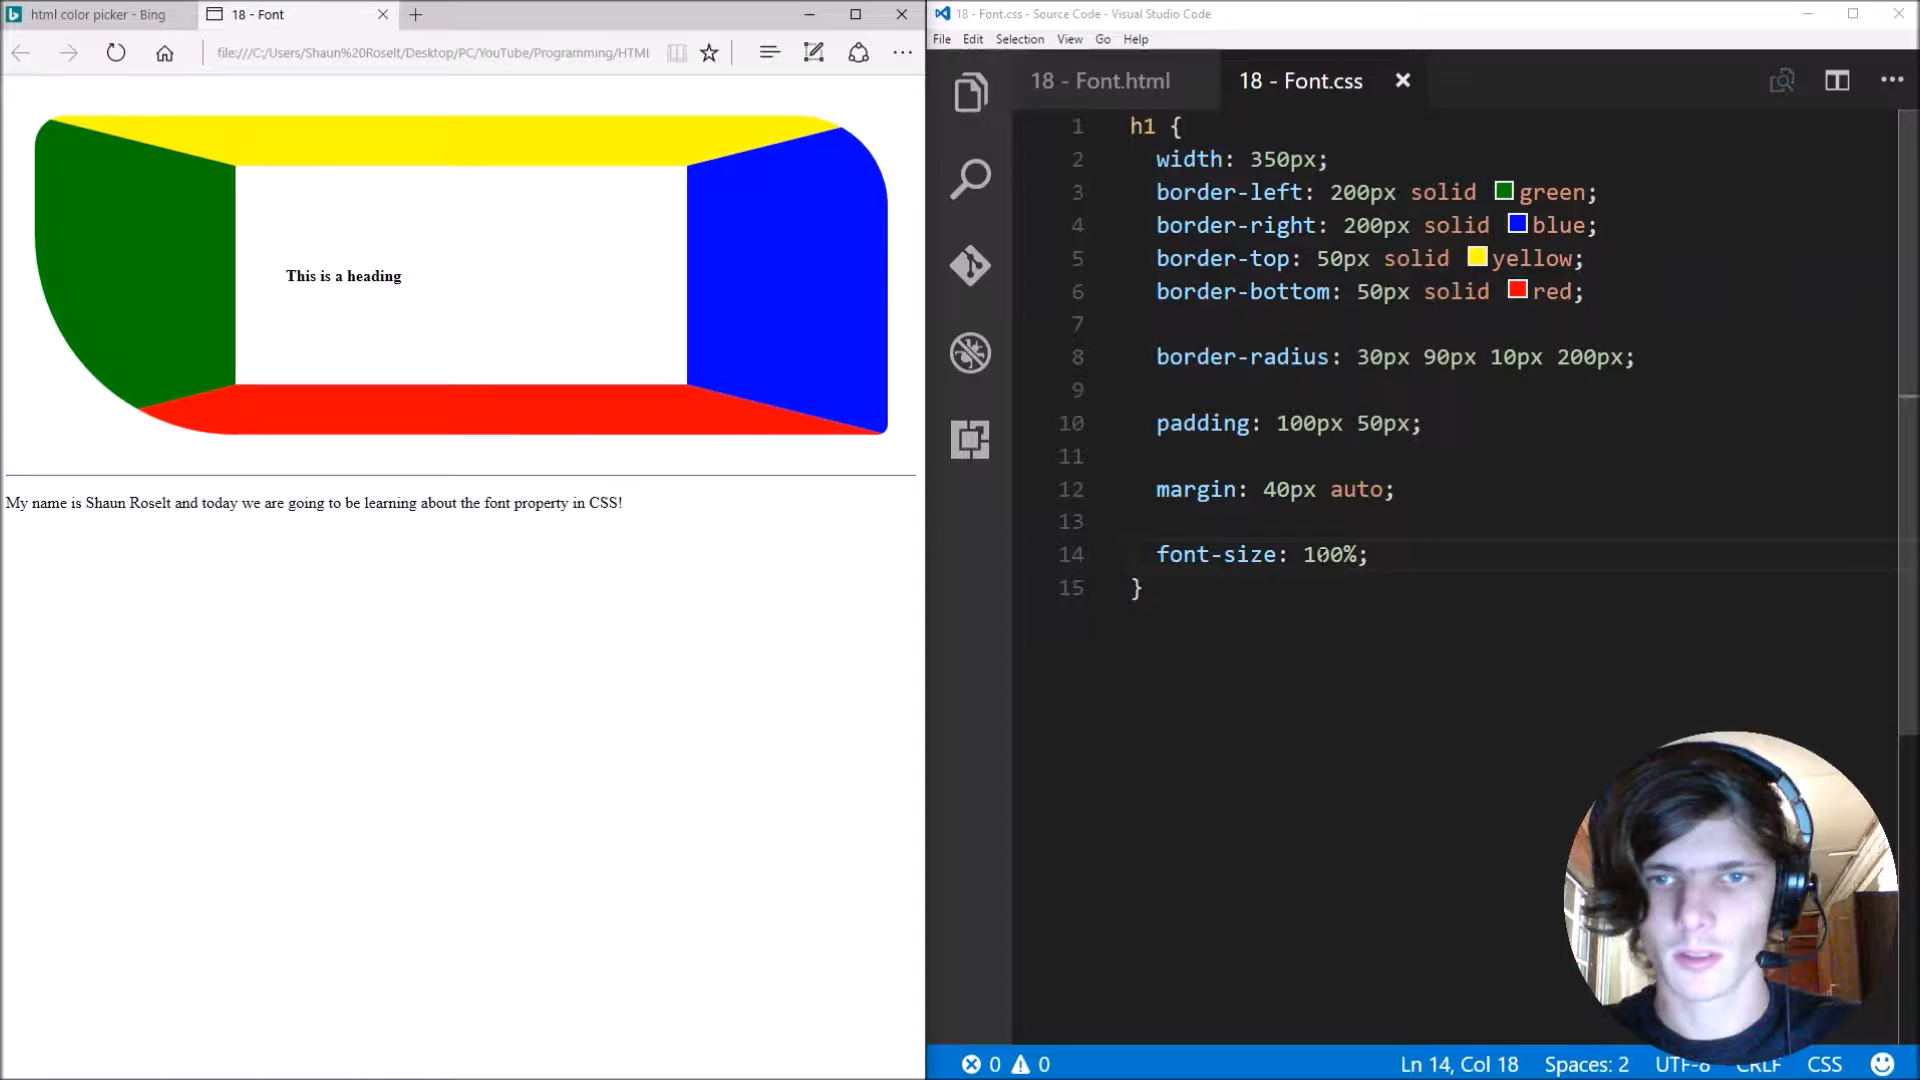 html color picker - Bing
18 - Font
file:///C:/Users/Shaun%20Roselt/Desktop/PC/YouTube/Programming/HTMl
This is a heading
My name is Shaun Roselt and today we are going to be learning about the font property in CSS!
18 - Font.css - Source Code - Visual Studio Code
File Edit Selection View Go Help
18 - Font.html
18 - Font.css
1 h1 {
2 width: 350px;
3 border-left: 200px solid green;
4 border-right: 200px solid blue;
5 border-top: 50px solid yellow;
6 border-bottom: 50px solid red;
7
8 border-radius: 30px 90px 10px 200px;
9
10 padding: 100px 50px;
11
12 margin: 40px auto;
13
14 font-size: 100%;
15 }
0 0 Ln 14, Col 18 Spaces: 2 UTF-8 CRLF CSS